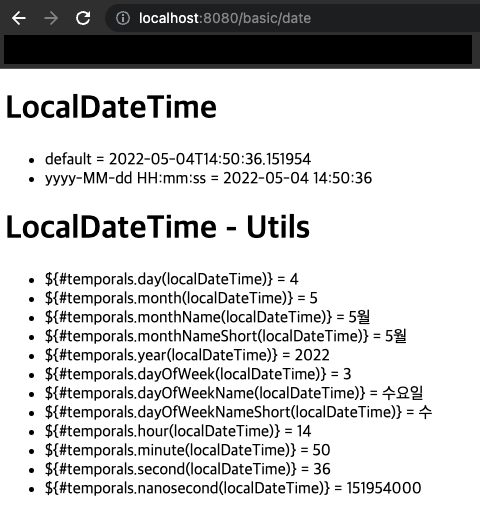 localhost:8080/basic/date
LocalDateTime
• default = 2022-05-04T14:50:36.151954
• yyyy-MM-dd HH:mm:ss = 2022-05-04 14:50:36
LocalDateTime - Utils
• ${#temporals.day(localDateTime)} = 4
• ${#temporals.month(localDateTime)} = 5
• ${#temporals.monthName(localDateTime)} = 5월
• ${#temporals.monthNameShort(localDateTime)} = 5월
• ${#temporals.year(localDateTime)} = 2022
• ${#temporals.dayOfWeek(localDateTime)} = 3
• ${#temporals.dayOfWeekName(localDateTime)} = 수요일
• ${#temporals.dayOfWeekNameShort(localDateTime)} = 수
• ${#temporals.hour(localDateTime)} = 14
• ${#temporals.minute(localDateTime)} = 50
• ${#temporals.second(localDateTime)} = 36
• ${#temporals.nanosecond(localDateTime)} = 151954000